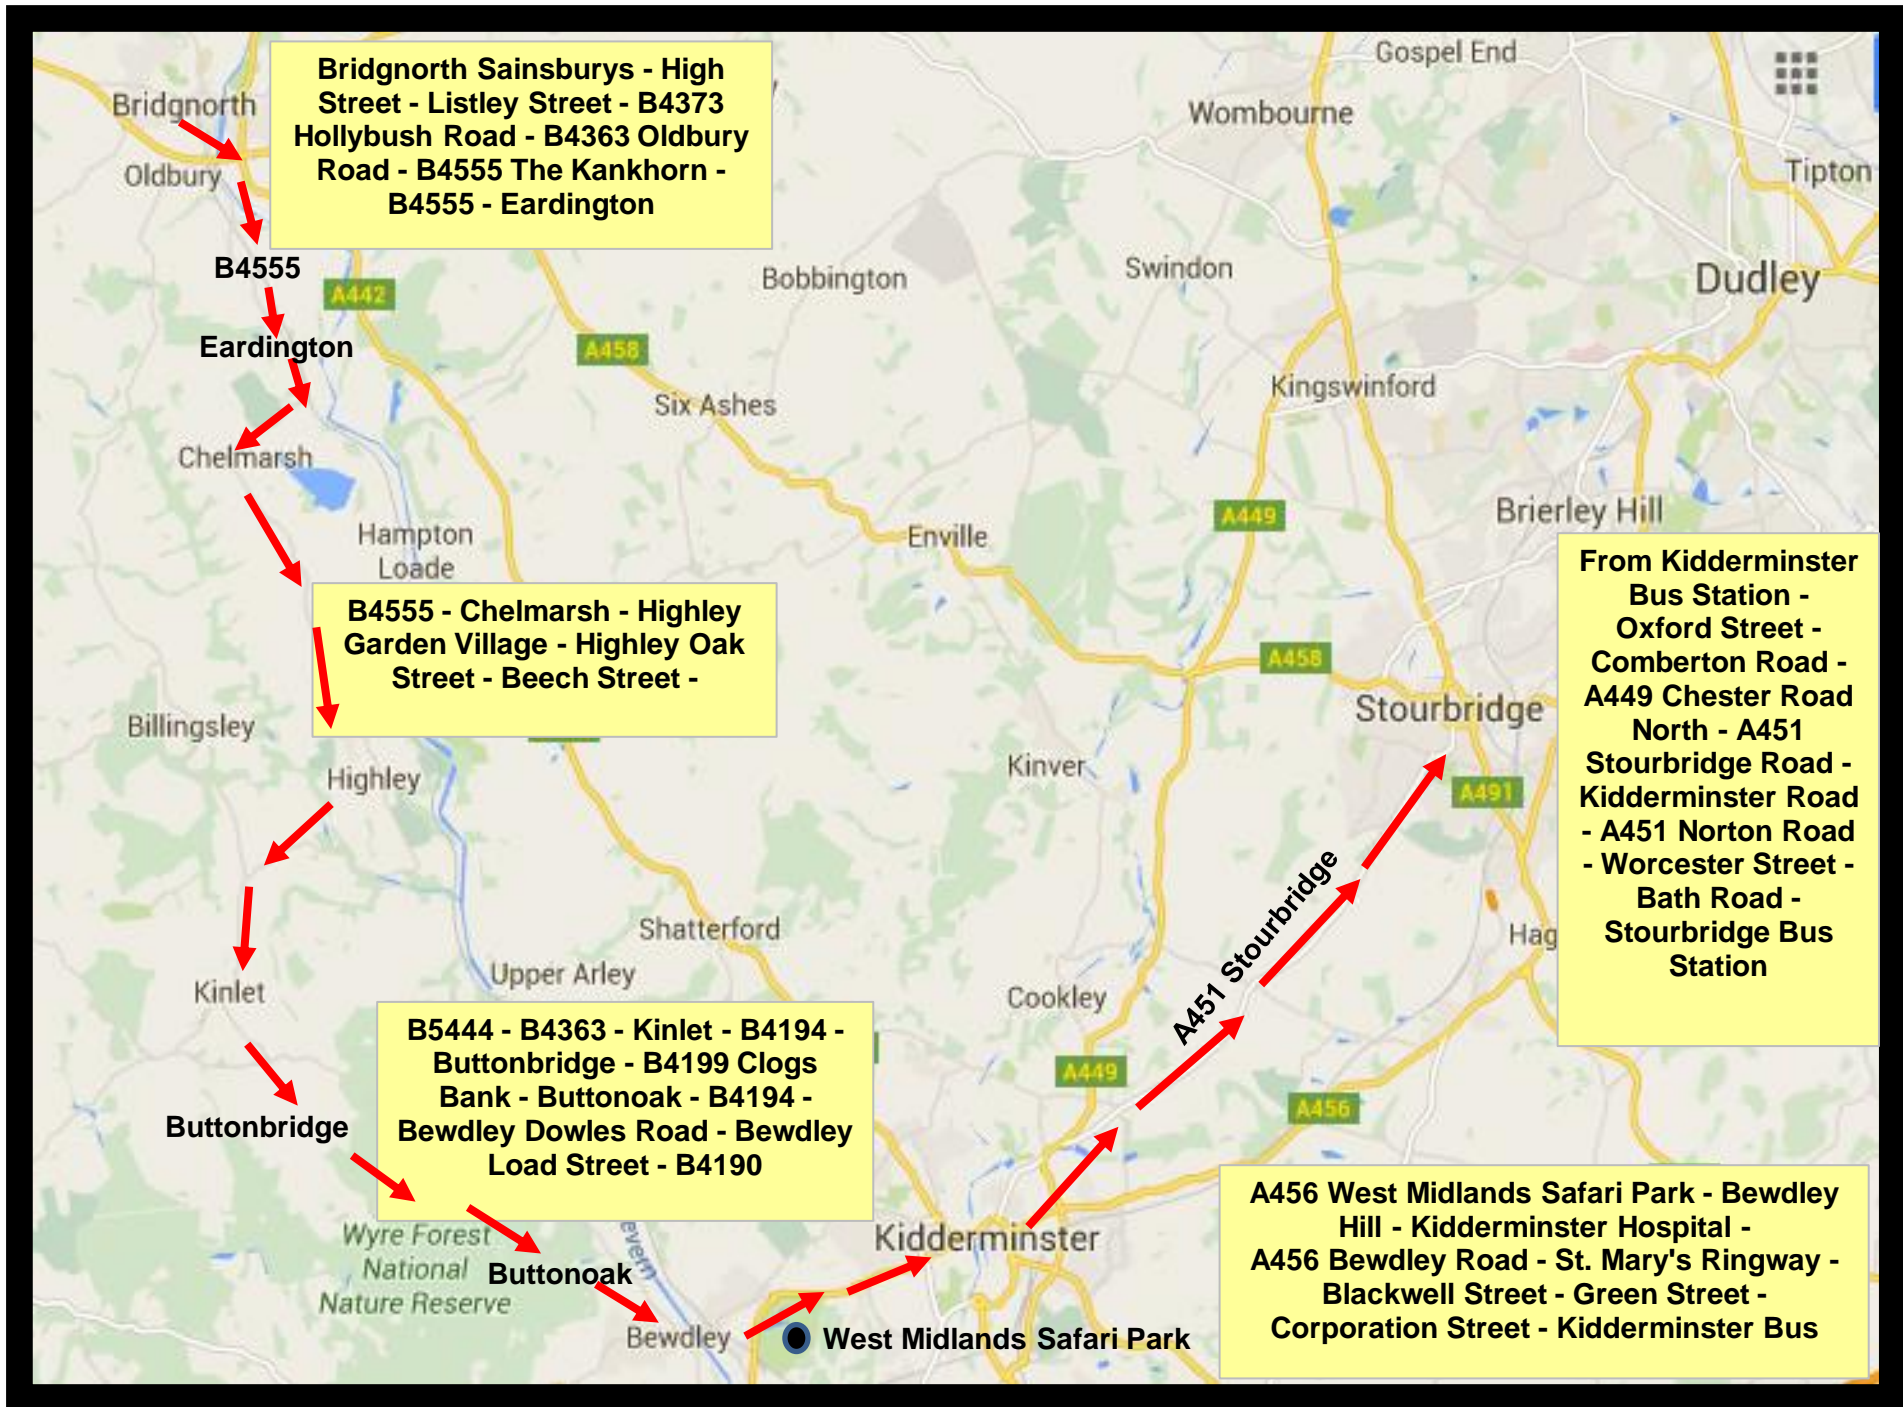 Bridgnorth Sainsburys - High
Street - Listley Street - B4373
Hollybush Road - B4363 Oldbury
Road - B4555 The Kankhorn -
B4555 - Eardington
Gospel End
Bridgnorth
Wombourne
Oldbury
Tipton
B4555
Bobbington
Swindon
Dudley
A442
Eardington
A458
Kingswinford
Six Ashes
Chelmarsh
A449
Brierley Hill
Hampton
Loade
Enville
From Kidderminster
Bus Station -
Oxford Street -
Comberton Road -
A449 Chester Road
North - A451
Stourbridge Road -
Kidderminster Road
- A451 Norton Road
- Worcester Street -
Bath Road -
Stourbridge Bus
Station
B4555 - Chelmarsh - Highley
Garden Village - Highley Oak
Street - Beech Street -
A458
Stourbridge
Billingsley
Highley
Kinver
A491
A451 Stourbridge
Shatterford
Hag
Upper Arley
Kinlet
Cookley
B5444 - B4363 - Kinlet - B4194 -
Buttonbridge - B4199 Clogs
Bank - Buttonoak - B4194 -
Bewdley Dowles Road - Bewdley
Load Street - B4190
A449
A456
Buttonbridge
A456 West Midlands Safari Park - Bewdley
Hill - Kidderminster Hospital -
A456 Bewdley Road - St. Mary's Ringway -
Blackwell Street - Green Street -
Corporation Street - Kidderminster Bus
Wyre Forest
National
Nature Reserve
evern
Kidderminster
Buttonoak
Bewdley
West Midlands Safari Park